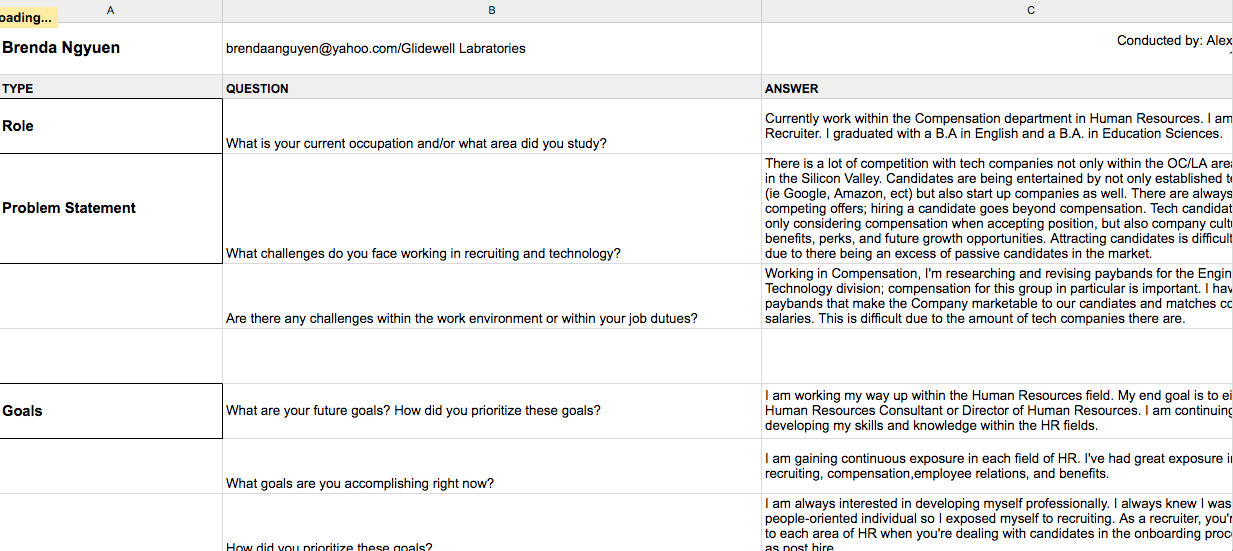 oading...
A B C
Brenda Ngyuen
brendaanguyen@yahoo.com/Glidewell Labratories
Conducted by: Alex
TYPE QUESTION ANSWER
Role
What is your current occupation and/or what area did you study?
Currently work within the Compensation department in Human Resources. I am
Recruiter. I graduated with a B.A in English and a B.A. in Education Sciences.
Problem Statement
What challenges do you face working in recruiting and technology?
There is a lot of competition with tech companies not only within the OC/LA area
in the Silicon Valley. Candidates are being entertained by not only established
(ie Google, Amazon, ect) but also start up companies as well. There are always
competing offers; hiring a candidate goes beyond compensation. Tech candidat
only considering compensation when accepting position, but also company cult
benefits, perks, and future growth opportunities. Attracting candidates is difficult
due to there being an excess of passive candidates in the market.
Are there any challenges within the work environment or within your job dutues?
Working in Compensation, I'm researching and revising paybands for the Engin
Technology division; compensation for this group in particular is important. I hav
paybands that make the Company marketable to our candiates and matches co
salaries. This is difficult due to the amount of tech companies there are.
Goals
What are your future goals? How did you prioritize these goals?
I am working my way up within the Human Resources field. My end goal is to ei
Human Resources Consultant or Director of Human Resources. I am continuing
developing my skills and knowledge within the HR fields.
What goals are you accomplishing right now?
I am gaining continuous exposure in each field of HR. I've had great exposure i
recruiting, compensation,employee relations, and benefits.
How did you prioritize these goals?
I am always interested in developing myself professionally. I always knew I was
people-oriented individual so I exposed myself to recruiting. As a recruiter, you'r
to each area of HR when you're dealing with candidates in the onboarding proc
as post hire.